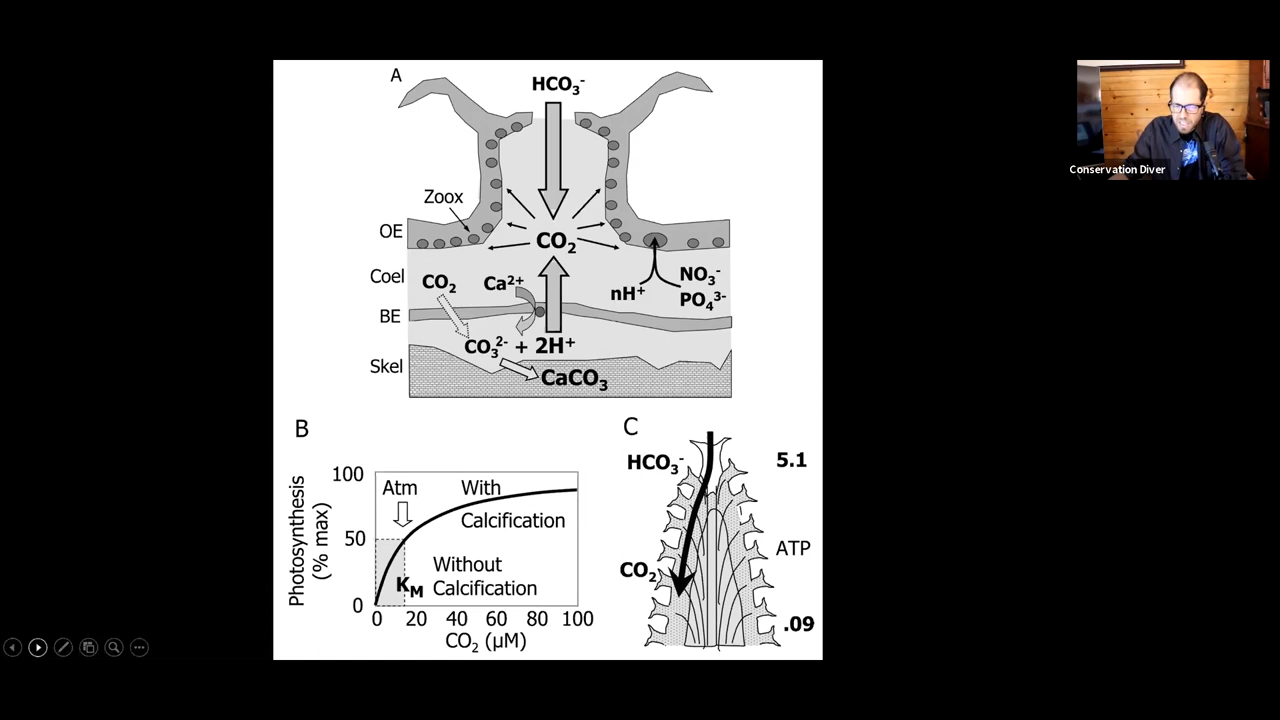 A
HCO₃⁻
Zoox
OE
CO₂
Coel
CO₂
Ca²⁺
NO₃⁻
nH⁺
PO₄³⁻
BE
CO₃²⁻ + 2H⁺
Skel
CaCO₃
B
Photosynthesis
(% max)
100
50
0
Atm
With
Calcification
Without
Calcification
K_M
0 20 40 60 80 100
CO₂ (µM)
C
HCO₃⁻
5.1
ATP
CO₂
.09
Conservation Diver